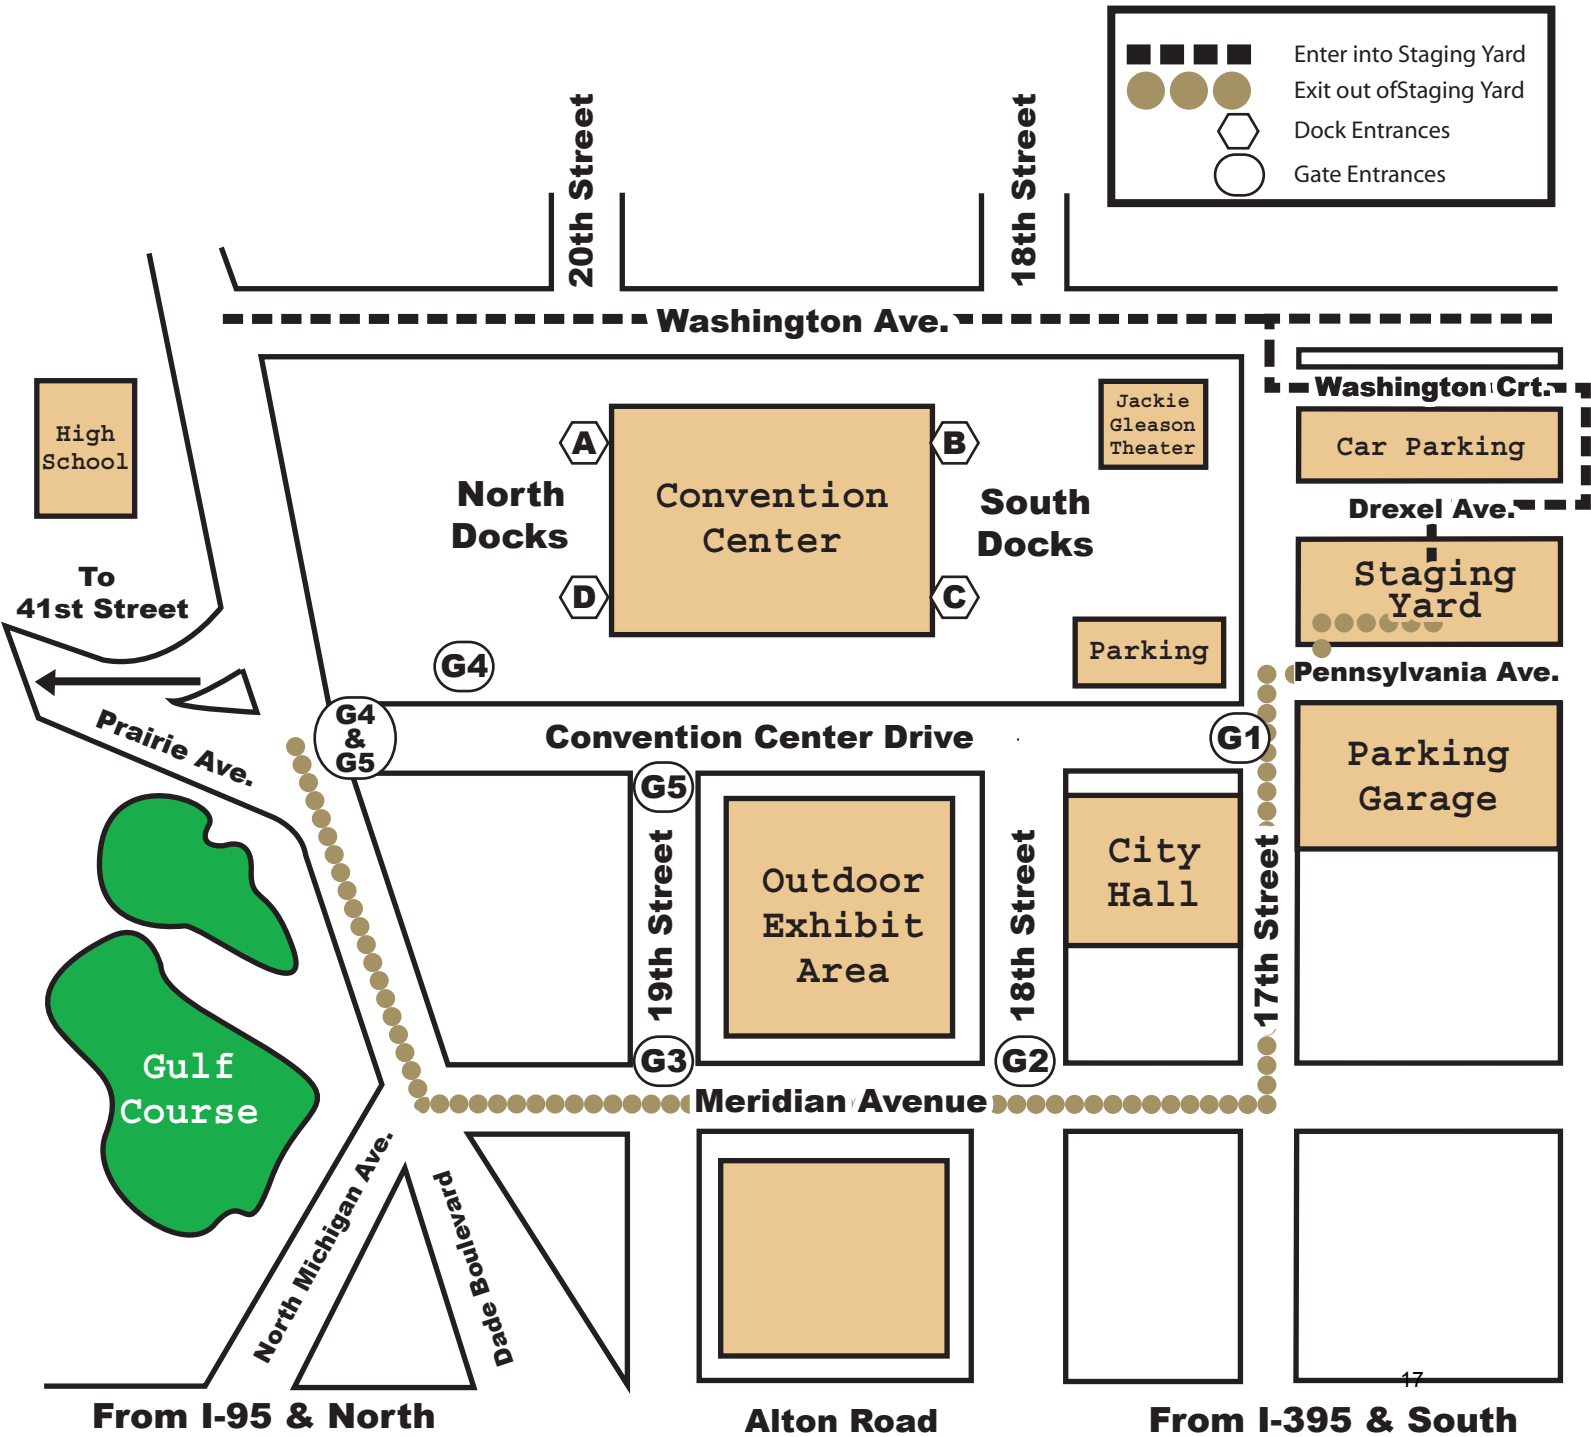 Enter into Staging Yard
Exit out ofStaging Yard
Dock Entrances
Gate Entrances
20th Street
18th Street
Washington Ave.
Washington Crt.
High
School
Jackie
Gleason
Theater
Car Parking
A
B
North
Docks
Convention
Center
South
Docks
Drexel Ave.
D
C
Staging
Yard
To
41st Street
G4
Parking
Pennsylvania Ave.
G4
&
G5
Prairie Ave.
Convention Center Drive
G1
Parking
Garage
G5
19th Street
Outdoor
Exhibit
Area
18th Street
City
Hall
17th Street
G3
G2
Gulf
Course
Meridian Avenue
North Michigan Ave.
Dade Boulevard
17
From I-95 & North
Alton Road
From I-395 & South